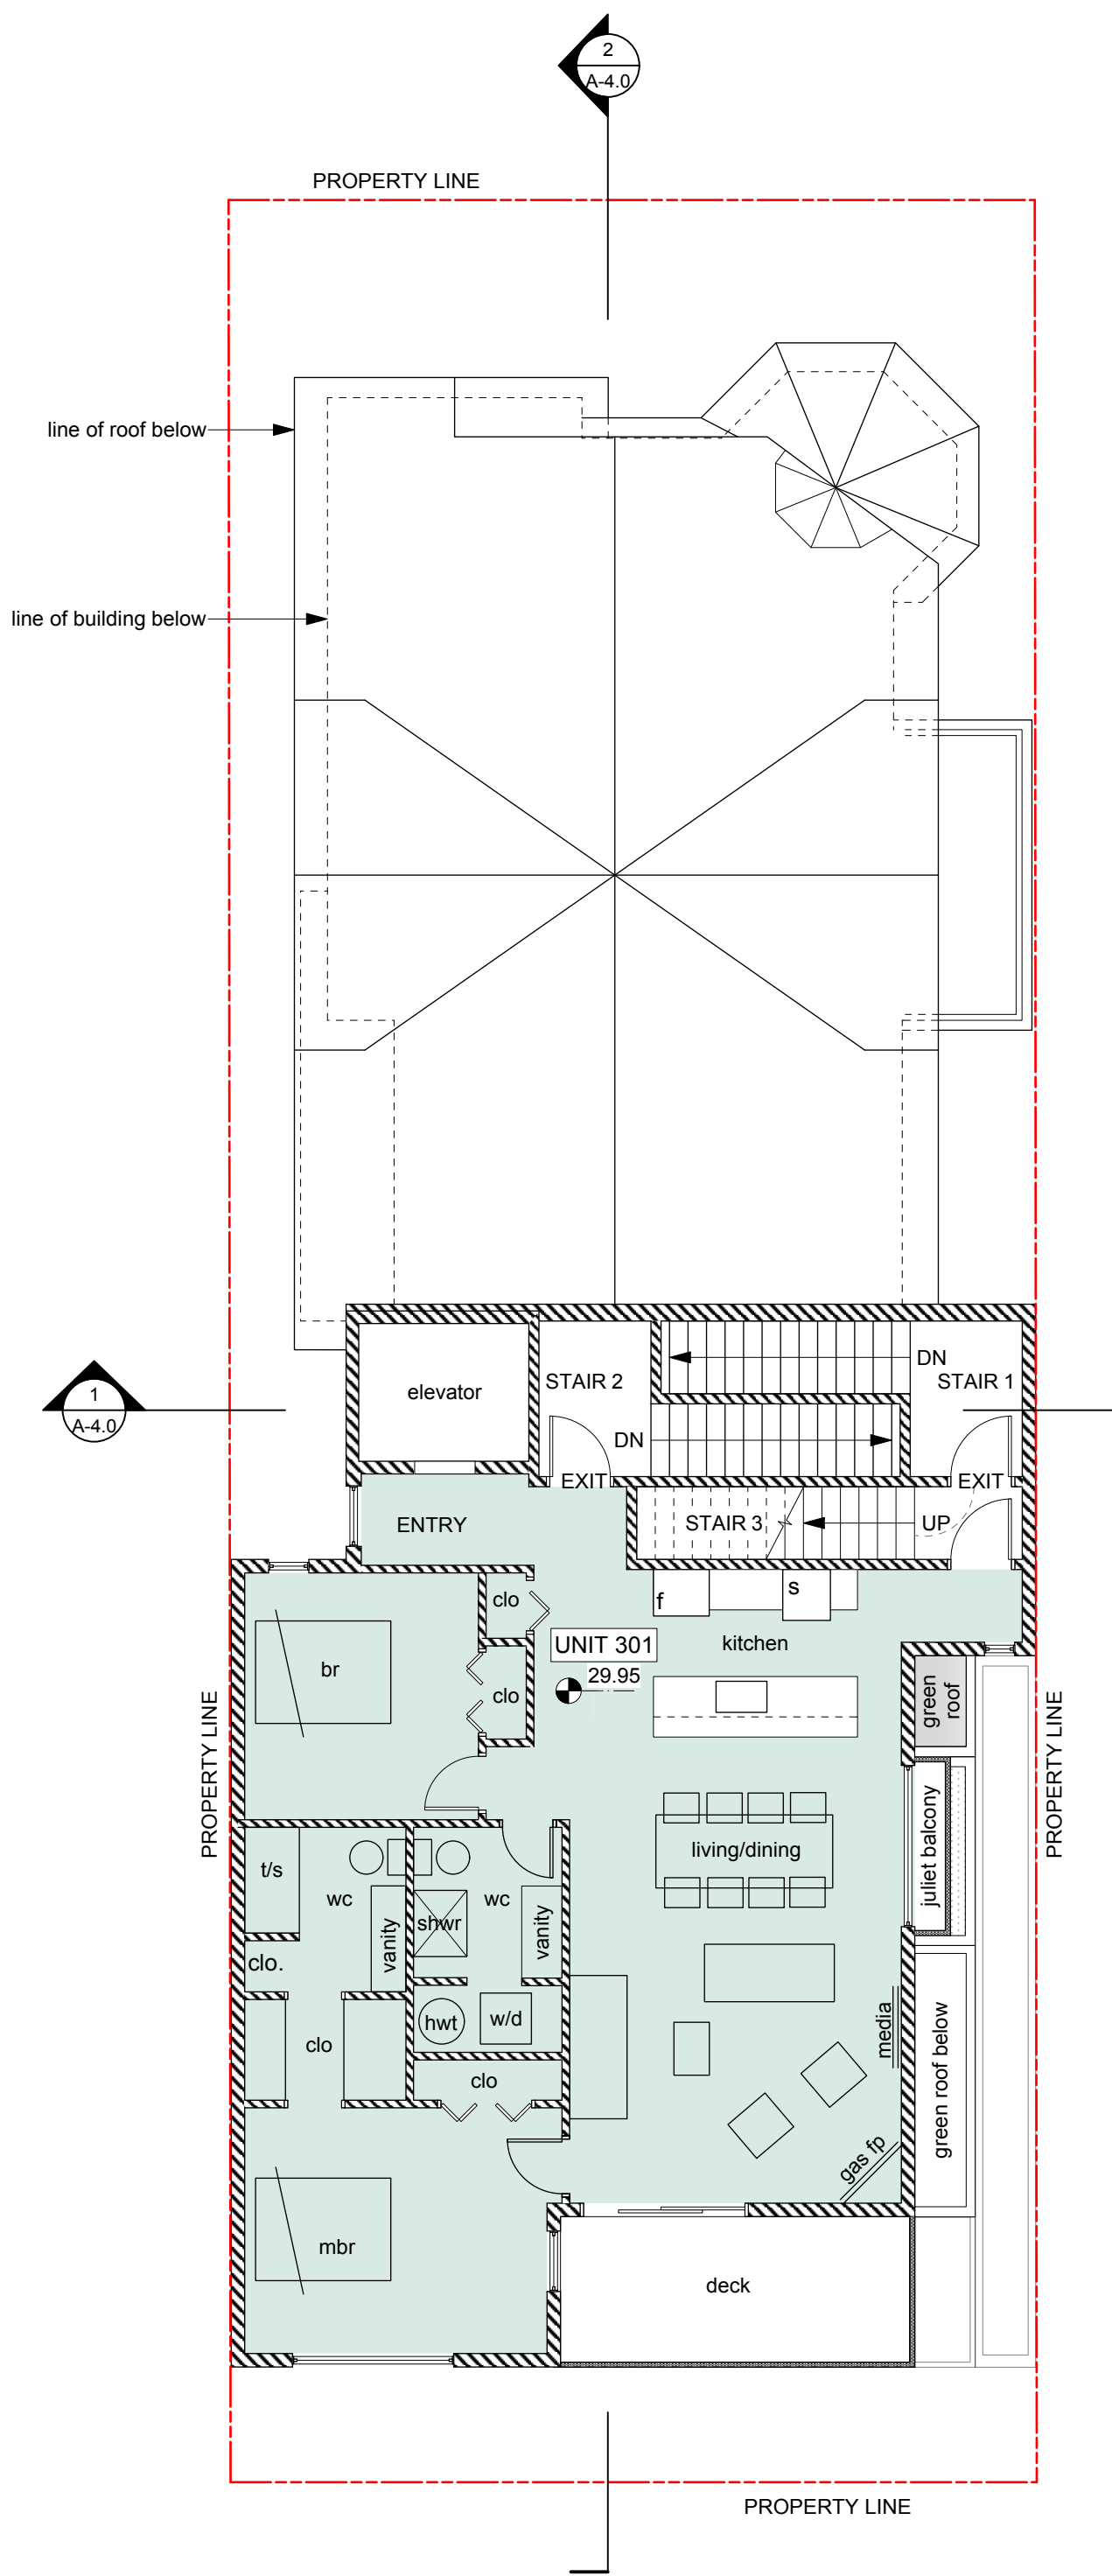 2
A-4.0
PROPERTY LINE
line of roof below
line of building below
DN
elevator
STAIR 2
STAIR 1
1
A-4.0
DN
EXIT
EXIT
ENTRY
STAIR 3
UP
clo
f
s
UNIT 301
kitchen
br
29.95
clo
green
roof
PROPERTY LINE
PROPERTY LINE
living/dining
juliet balcony
t/s
wc
wc
vanity
shwr
vanity
clo.
hwt
w/d
media
clo
clo
green roof below
gas fp
mbr
deck
PROPERTY LINE